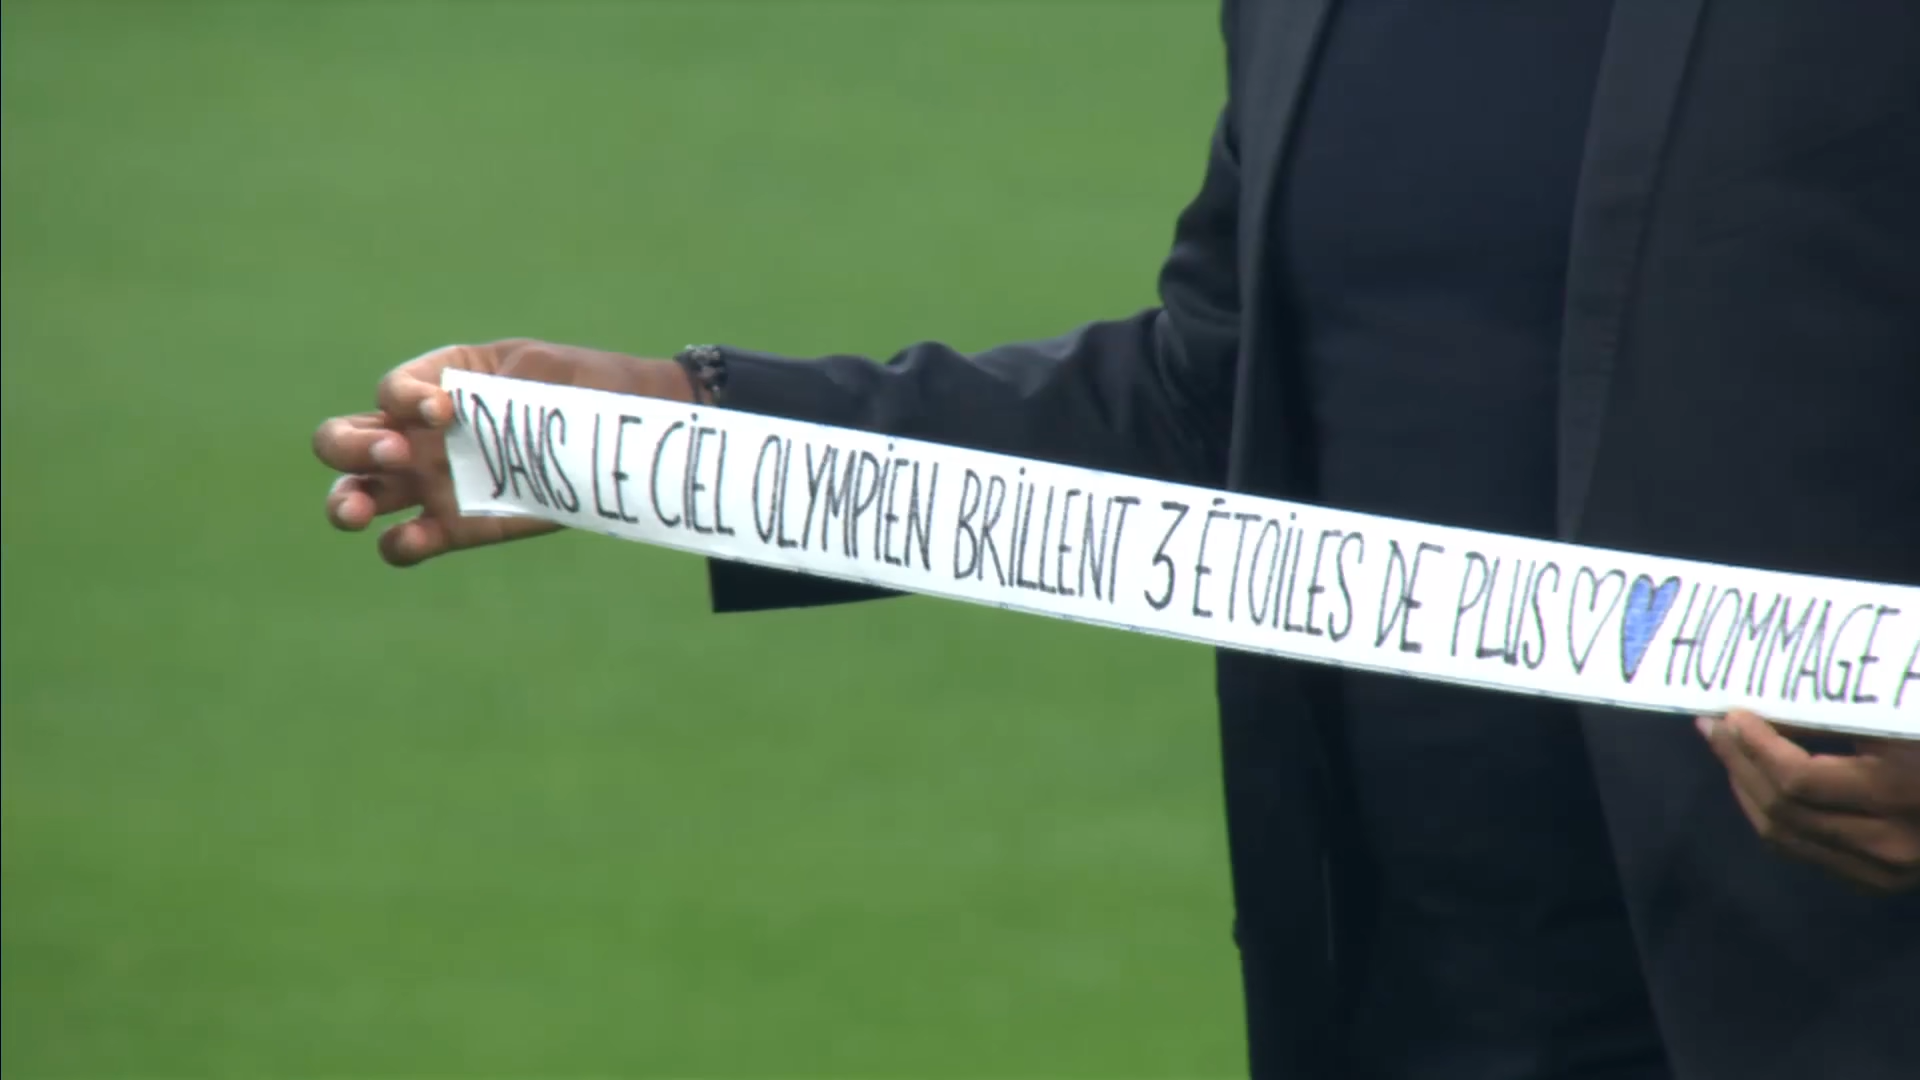 "DANS LE CIEL OLYMPIEN BRILLENT 3 ÉTOILES DE PLUS♡💙HOMMAGE